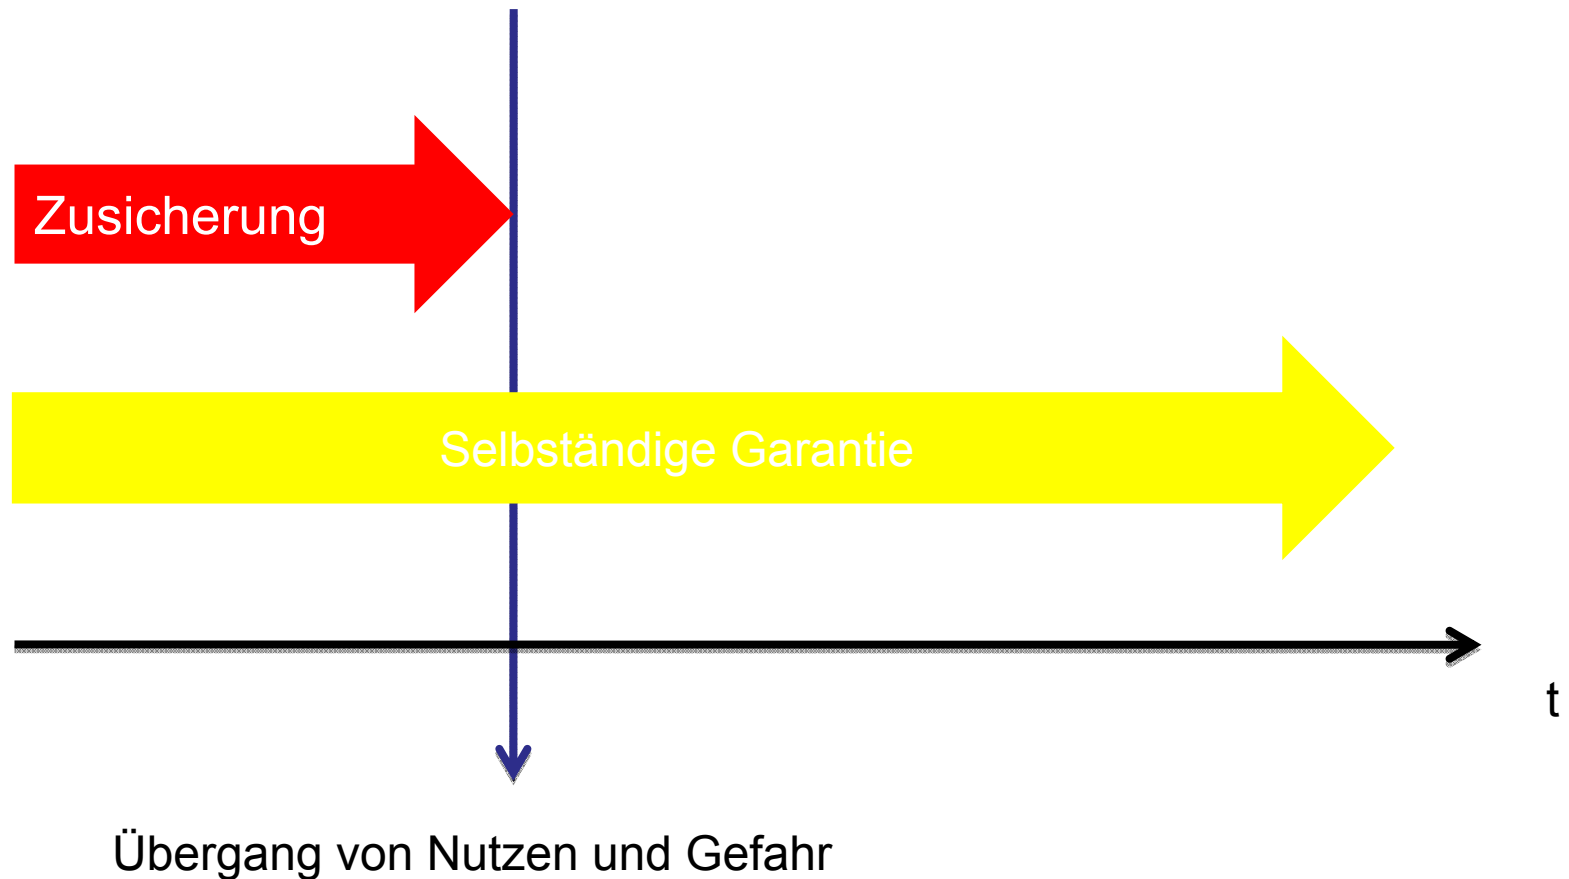 Zusicherung
Selbständige Garantie
t
Übergang von Nutzen und Gefahr